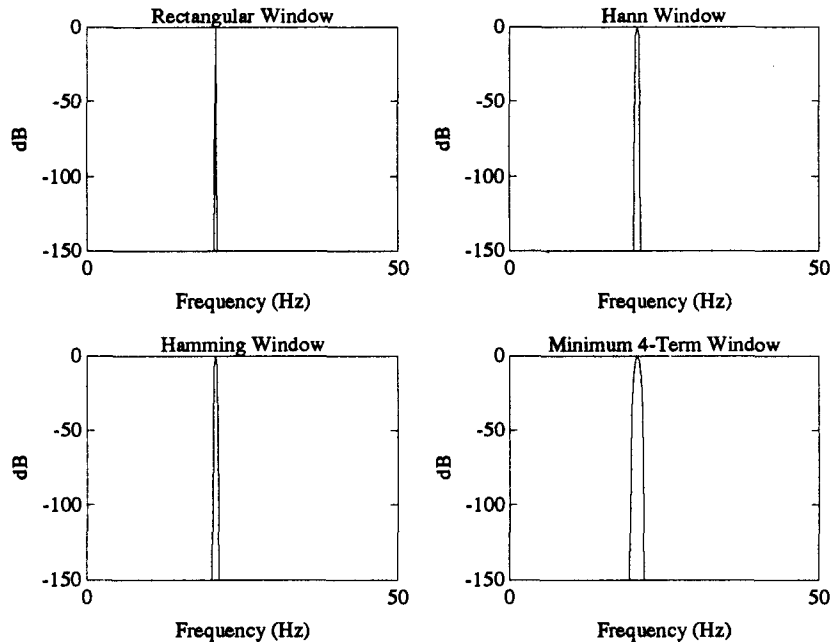 Rectangular Window
0
-50
dB
-100
-150
0
50
Frequency (Hz)
Hann Window
0
-50
dB
-100
-150
0
50
Frequency (Hz)
Hamming Window
0
-50
dB
-100
-150
0
50
Frequency (Hz)
Minimum 4-Term Window
0
-50
dB
-100
-150
0
50
Frequency (Hz)